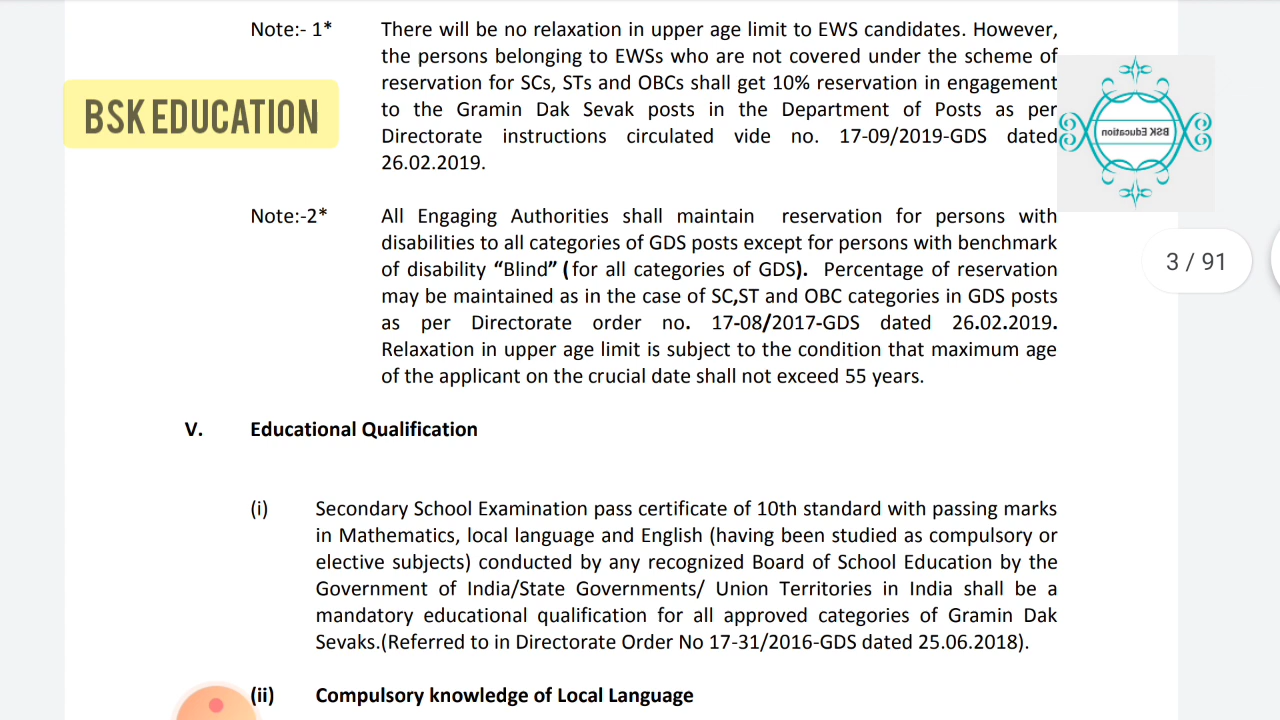 Note:- 1* There will be no relaxation in upper age limit to EWS candidates. However,
the persons belonging to EWSs who are not covered under the scheme of
reservation for SCs, STs and OBCs shall get 10% reservation in engagement
to the Gramin Dak Sevak posts in the Department of Posts as per
Directorate instructions circulated vide no. 17-09/2019-GDS dated
26.02.2019.
BSK EDUCATION
BSK Education
Note:-2* All Engaging Authorities shall maintain reservation for persons with
disabilities to all categories of GDS posts except for persons with benchmark
of disability “Blind” (for all categories of GDS). Percentage of reservation
may be maintained as in the case of SC,ST and OBC categories in GDS posts
as per Directorate order no. 17-08/2017-GDS dated 26.02.2019.
Relaxation in upper age limit is subject to the condition that maximum age
of the applicant on the crucial date shall not exceed 55 years.
3 / 91
V. Educational Qualification
(i) Secondary School Examination pass certificate of 10th standard with passing marks
in Mathematics, local language and English (having been studied as compulsory or
elective subjects) conducted by any recognized Board of School Education by the
Government of India/State Governments/ Union Territories in India shall be a
mandatory educational qualification for all approved categories of Gramin Dak
Sevaks.(Referred to in Directorate Order No 17-31/2016-GDS dated 25.06.2018).
(ii) Compulsory knowledge of Local Language